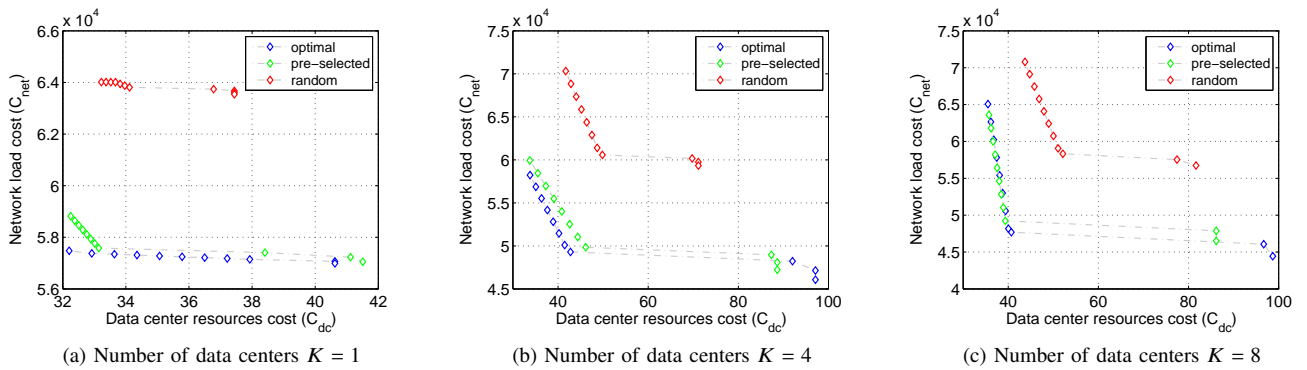 x 10^4
6.6
6.4
6.2
6
5.8
5.6
32
34
36
38
40
42
Network load cost (C_net)
Data center resources cost (C_dc)
optimal
pre-selected
random
(a) Number of data centers K = 1
x 10^4
7.5
7
6.5
6
5.5
5
4.5
4
40
60
80
100
Network load cost (C_net)
Data center resources cost (C_dc)
optimal
pre-selected
random
(b) Number of data centers K = 4
x 10^4
7.5
7
6.5
6
5.5
5
4.5
4
40
60
80
100
Network load cost (C_net)
Data center resources cost (C_dc)
optimal
pre-selected
random
(c) Number of data centers K = 8